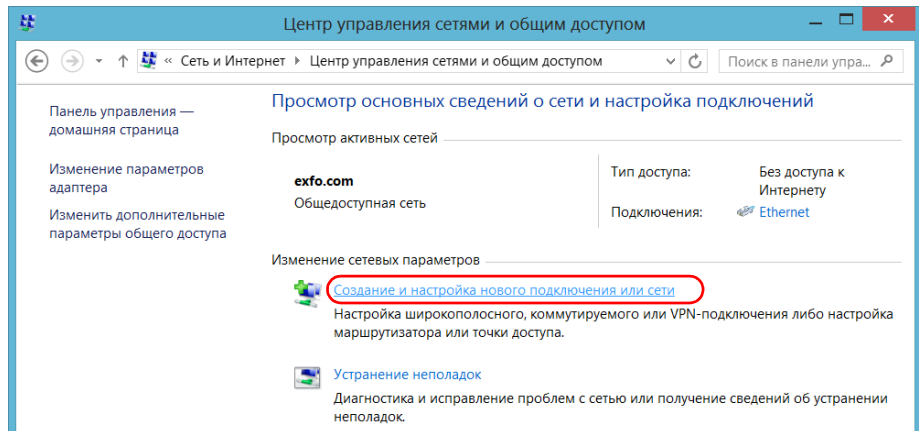 Центр управления сетями и общим доступом
« Сеть и Интернет Центр управления сетями и общим доступом
Поиск в панели упра...
Панель управления —
домашняя страница
Изменение параметров
адаптера
Изменить дополнительные
параметры общего доступа
Просмотр основных сведений о сети и настройка подключений
Просмотр активных сетей
exfo.com
Общедоступная сеть
Тип доступа: Без доступа к
Интернету
Подключения: Ethernet
Изменение сетевых параметров
Создание и настройка нового подключения или сети
Настройка широкополосного, коммутируемого или VPN-подключения либо настройка
маршрутизатора или точки доступа.
Устранение неполадок
Диагностика и исправление проблем с сетью или получение сведений об устранении
неполадок.